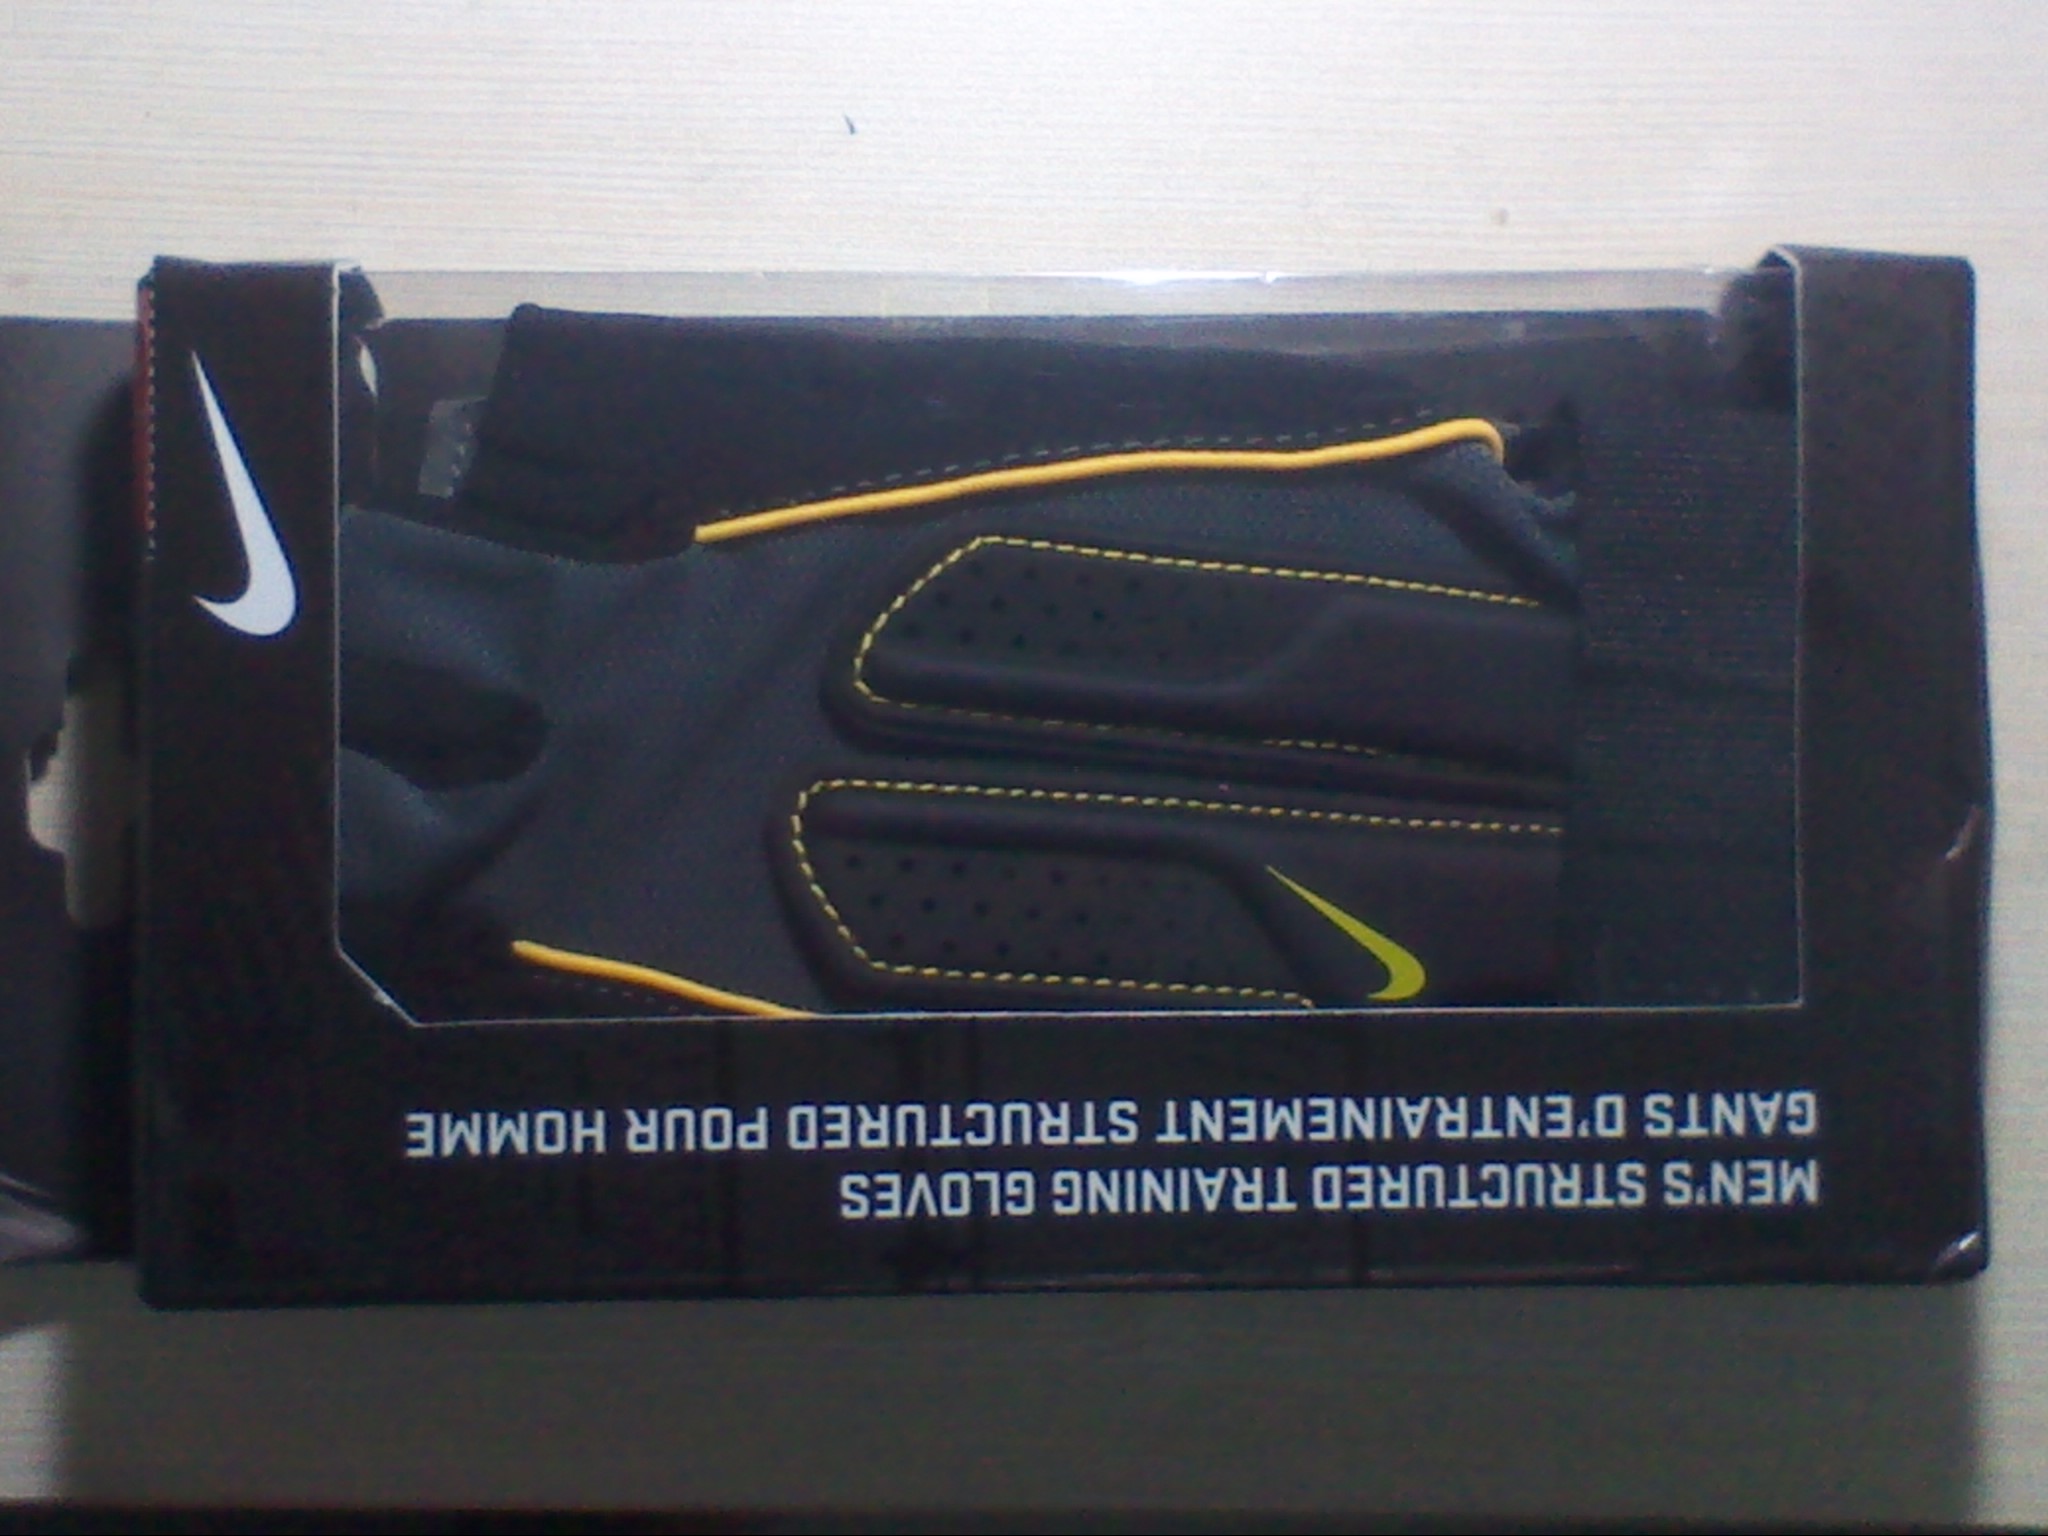 MEN'S STRUCTURED TRAINING GLOVES
GANTS D'ENTRAINEMENT STRUCTURED POUR HOMME